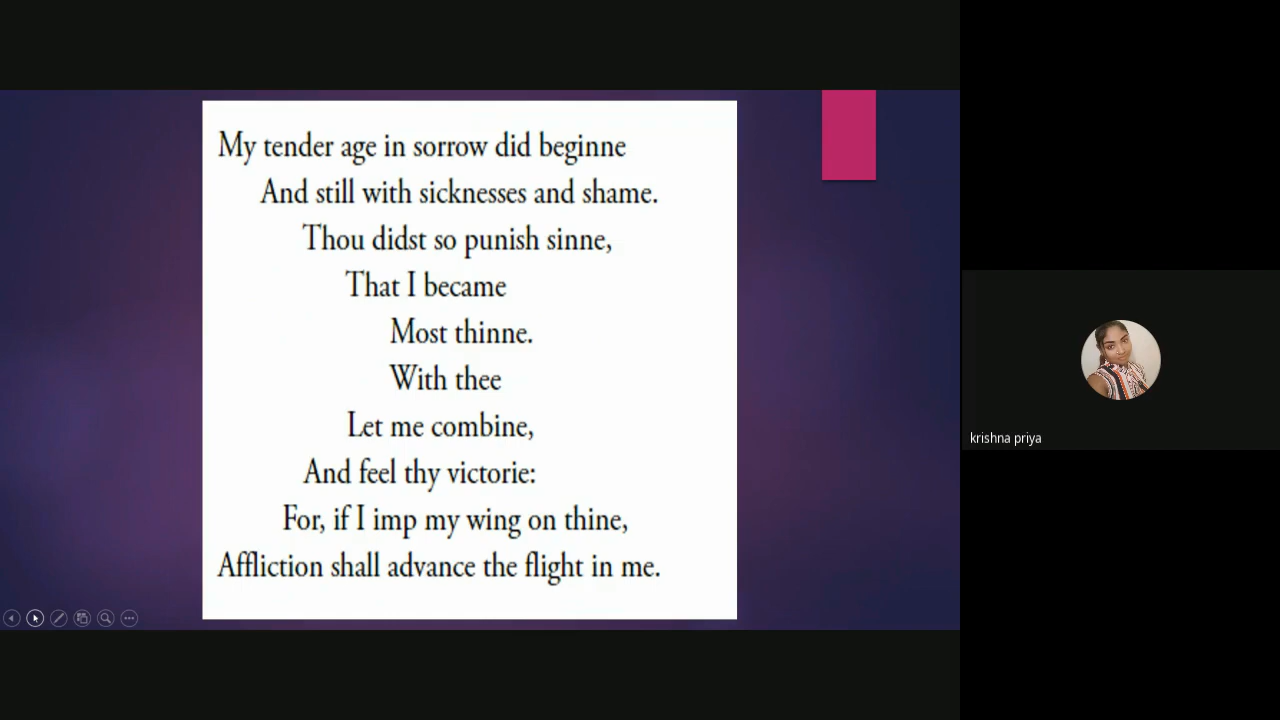 My tender age in sorrow did beginne
And still with sicknesses and shame.
Thou didst so punish sinne,
That I became
Most thinne.
With thee
Let me combine,
And feel thy victorie:
For, if I imp my wing on thine,
Affliction shall advance the flight in me.
krishna priya